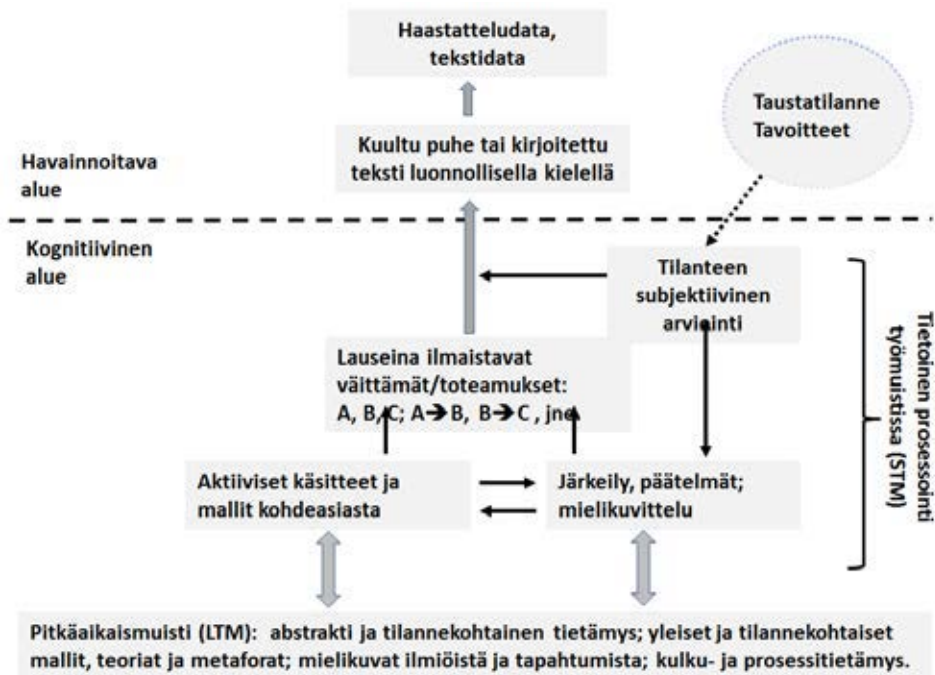 Haastatteludata,
tekstidata
Taustatilanne
Tavoitteet
Kuultu puhe tai kirjoitettu
teksti luonnollisella kielellä
Havainnoitava
alue
Kognitiivinen
alue
Tilanteen
subjektiivinen
arviointi
Lauseina ilmaistavat
väittämät/toteamukset:
A, B, C; A➔B, B➔C , jne
Aktiiviset käsitteet ja
mallit kohdeasiasta
Järkeily, päätelmät;
mielikuvittelu
Tietoinen prosessointi
työmuistissa (STM)
Pitkäaikaismuisti (LTM): abstrakti ja tilannekohtainen tietämys; yleiset ja tilannekohtaiset
mallit, teoriat ja metaforat; mielikuvat ilmiöistä ja tapahtumista; kulku- ja prosessitietämys.